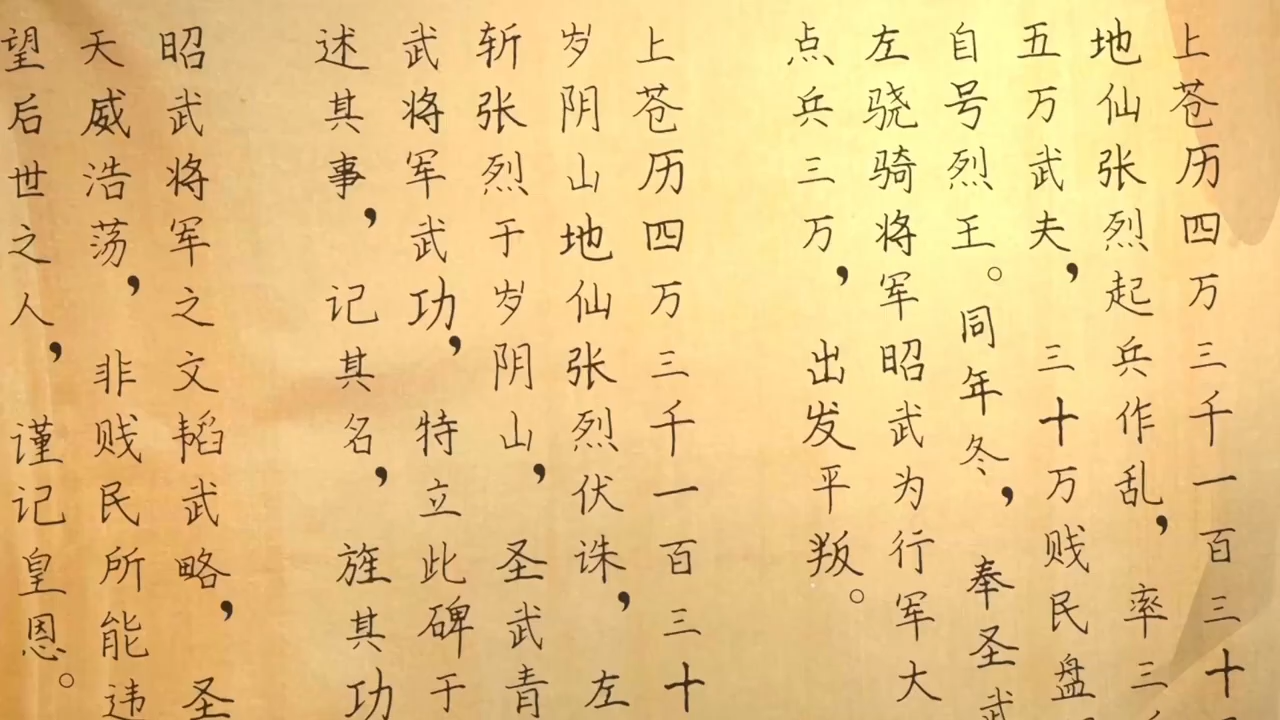 上苍历四万三千一百三十
地仙张烈起兵作乱，率三
五万武夫，三十万贱民盘
自号烈王。同年冬，奉圣武
左骁骑将军昭武为行军大
点兵三万，出发平叛。
上苍历四万三千一百三十
岁阴山地仙张烈伏诛，左
斩张烈于岁阴山，圣武青
武将军武功，特立此碑于
述其事，记其名，旌其功
昭武将军之文韬武略，圣
天威浩荡，非贱民所能违
望后世之人，谨记皇恩。